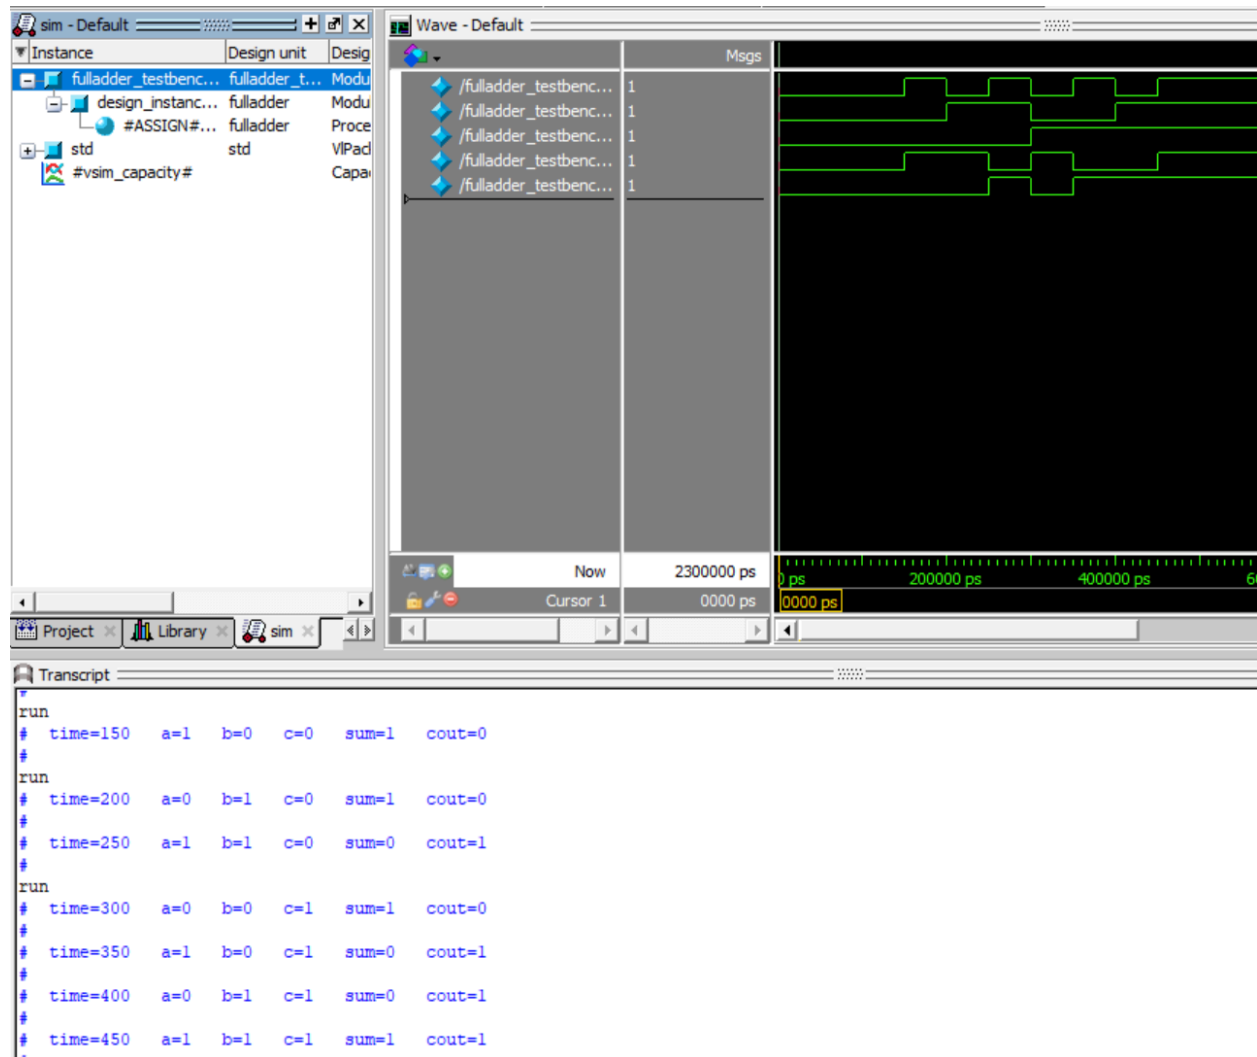 sim - Default
Instance Design unit Desig
fulladder_testbenc... fulladder_t... Modu
design_instanc... fulladder Modu
#ASSIGN#... fulladder Proce
std std VlPacl
#vsim_capacity# Capa
Project Library sim
Wave - Default
Msgs
/fulladder_testbenc... 1
/fulladder_testbenc... 1
/fulladder_testbenc... 1
/fulladder_testbenc... 1
/fulladder_testbenc... 1
Now 2300000 ps
Cursor 1 0000 ps
ps 200000 ps 400000 ps 6
0000 ps
Transcript
#
run
# time=150 a=1 b=0 c=0 sum=1 cout=0
#
run
# time=200 a=0 b=1 c=0 sum=1 cout=0
#
# time=250 a=1 b=1 c=0 sum=0 cout=1
#
run
# time=300 a=0 b=0 c=1 sum=1 cout=0
#
# time=350 a=1 b=0 c=1 sum=0 cout=1
#
# time=400 a=0 b=1 c=1 sum=0 cout=1
#
# time=450 a=1 b=1 c=1 sum=1 cout=1